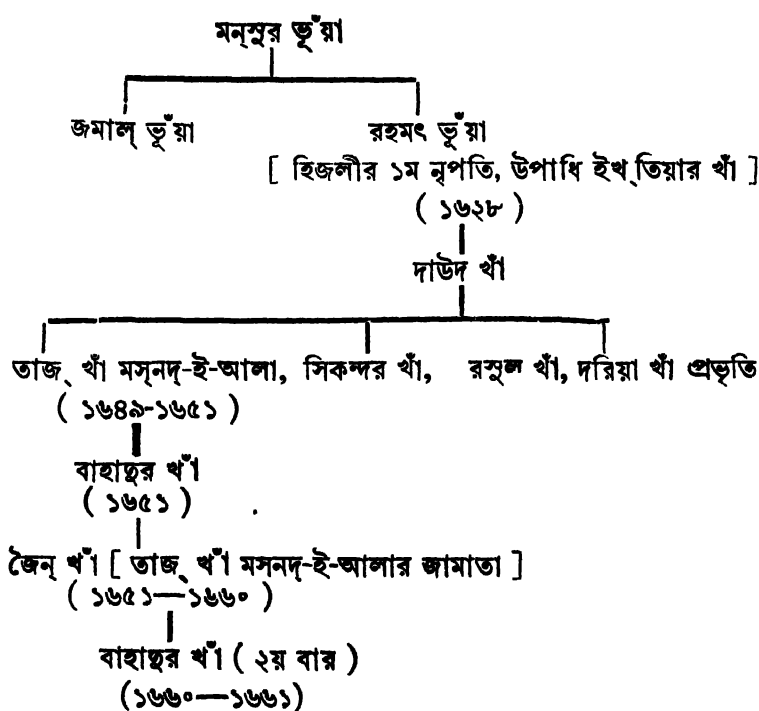 মন্‌সুর ভূঁয়া
জমাল্ ভূঁয়া রহমৎ ভূঁয়া
[ হিজলীর ১ম নৃপতি, উপাধি ইখ্‌তিয়ার খাঁ ]
( ১৬২৮ )
দাউদ খাঁ
তাজ্‌ খাঁ মস্‌নদ্-ই-আলা, সিকন্দর খাঁ, রসুল খাঁ, দরিয়া খাঁ প্রভৃতি
( ১৬৪৯-১৬৫১ )
বাহাদুর খাঁ
( ১৬৫১ )
জৈন্ খাঁ [ তাজ্‌ খাঁ মসনদ্-ই-আলার জামাতা ]
( ১৬৫১—১৬৬০ )
বাহাদুর খাঁ ( ২য় বার )
(১৬৬০—১৬৬১)